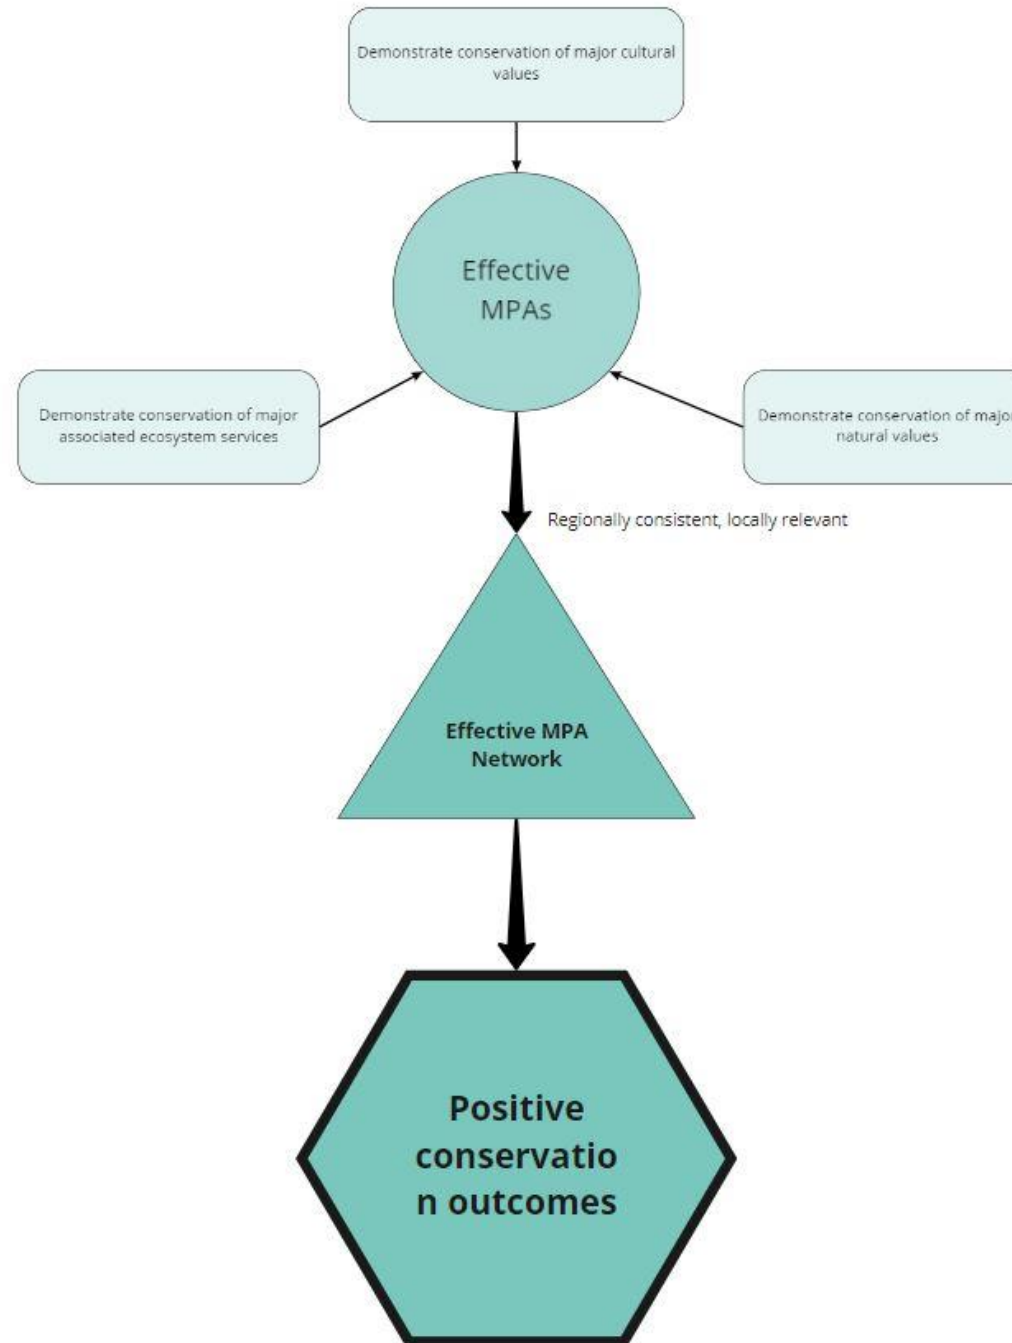 Demonstrate conservation of major cultural
values
Effective
MPAs
Demonstrate conservation of major
associated ecosystem services
Demonstrate conservation of major
natural values
Regionally consistent, locally relevant
Effective MPA
Network
Positive
conservatio
n outcomes